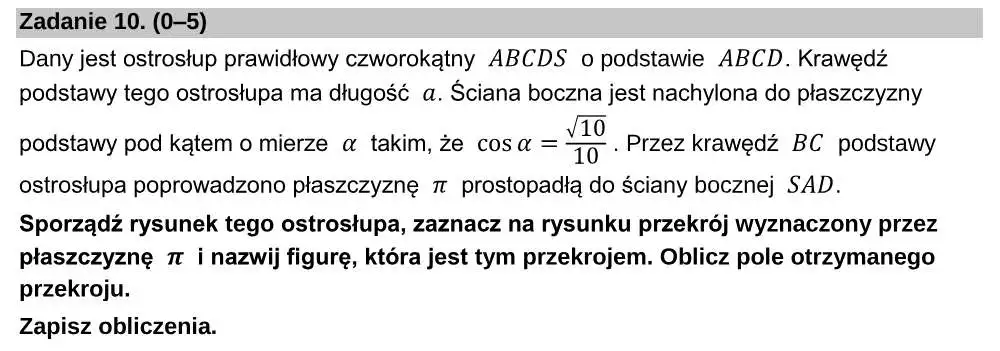 Zadanie 10. (0–5)
Dany jest ostrosłup prawidłowy czworokątny ABCDS o podstawie ABCD. Krawędź
podstawy tego ostrosłupa ma długość a. Ściana boczna jest nachylona do płaszczyzny
podstawy pod kątem o mierze α takim, że cos α = √10/10 . Przez krawędź BC podstawy
ostrosłupa poprowadzono płaszczyznę π prostopadłą do ściany bocznej SAD.
Sporządź rysunek tego ostrosłupa, zaznacz na rysunku przekrój wyznaczony przez
płaszczyznę π i nazwij figurę, która jest tym przekrojem. Oblicz pole otrzymanego
przekroju.
Zapisz obliczenia.